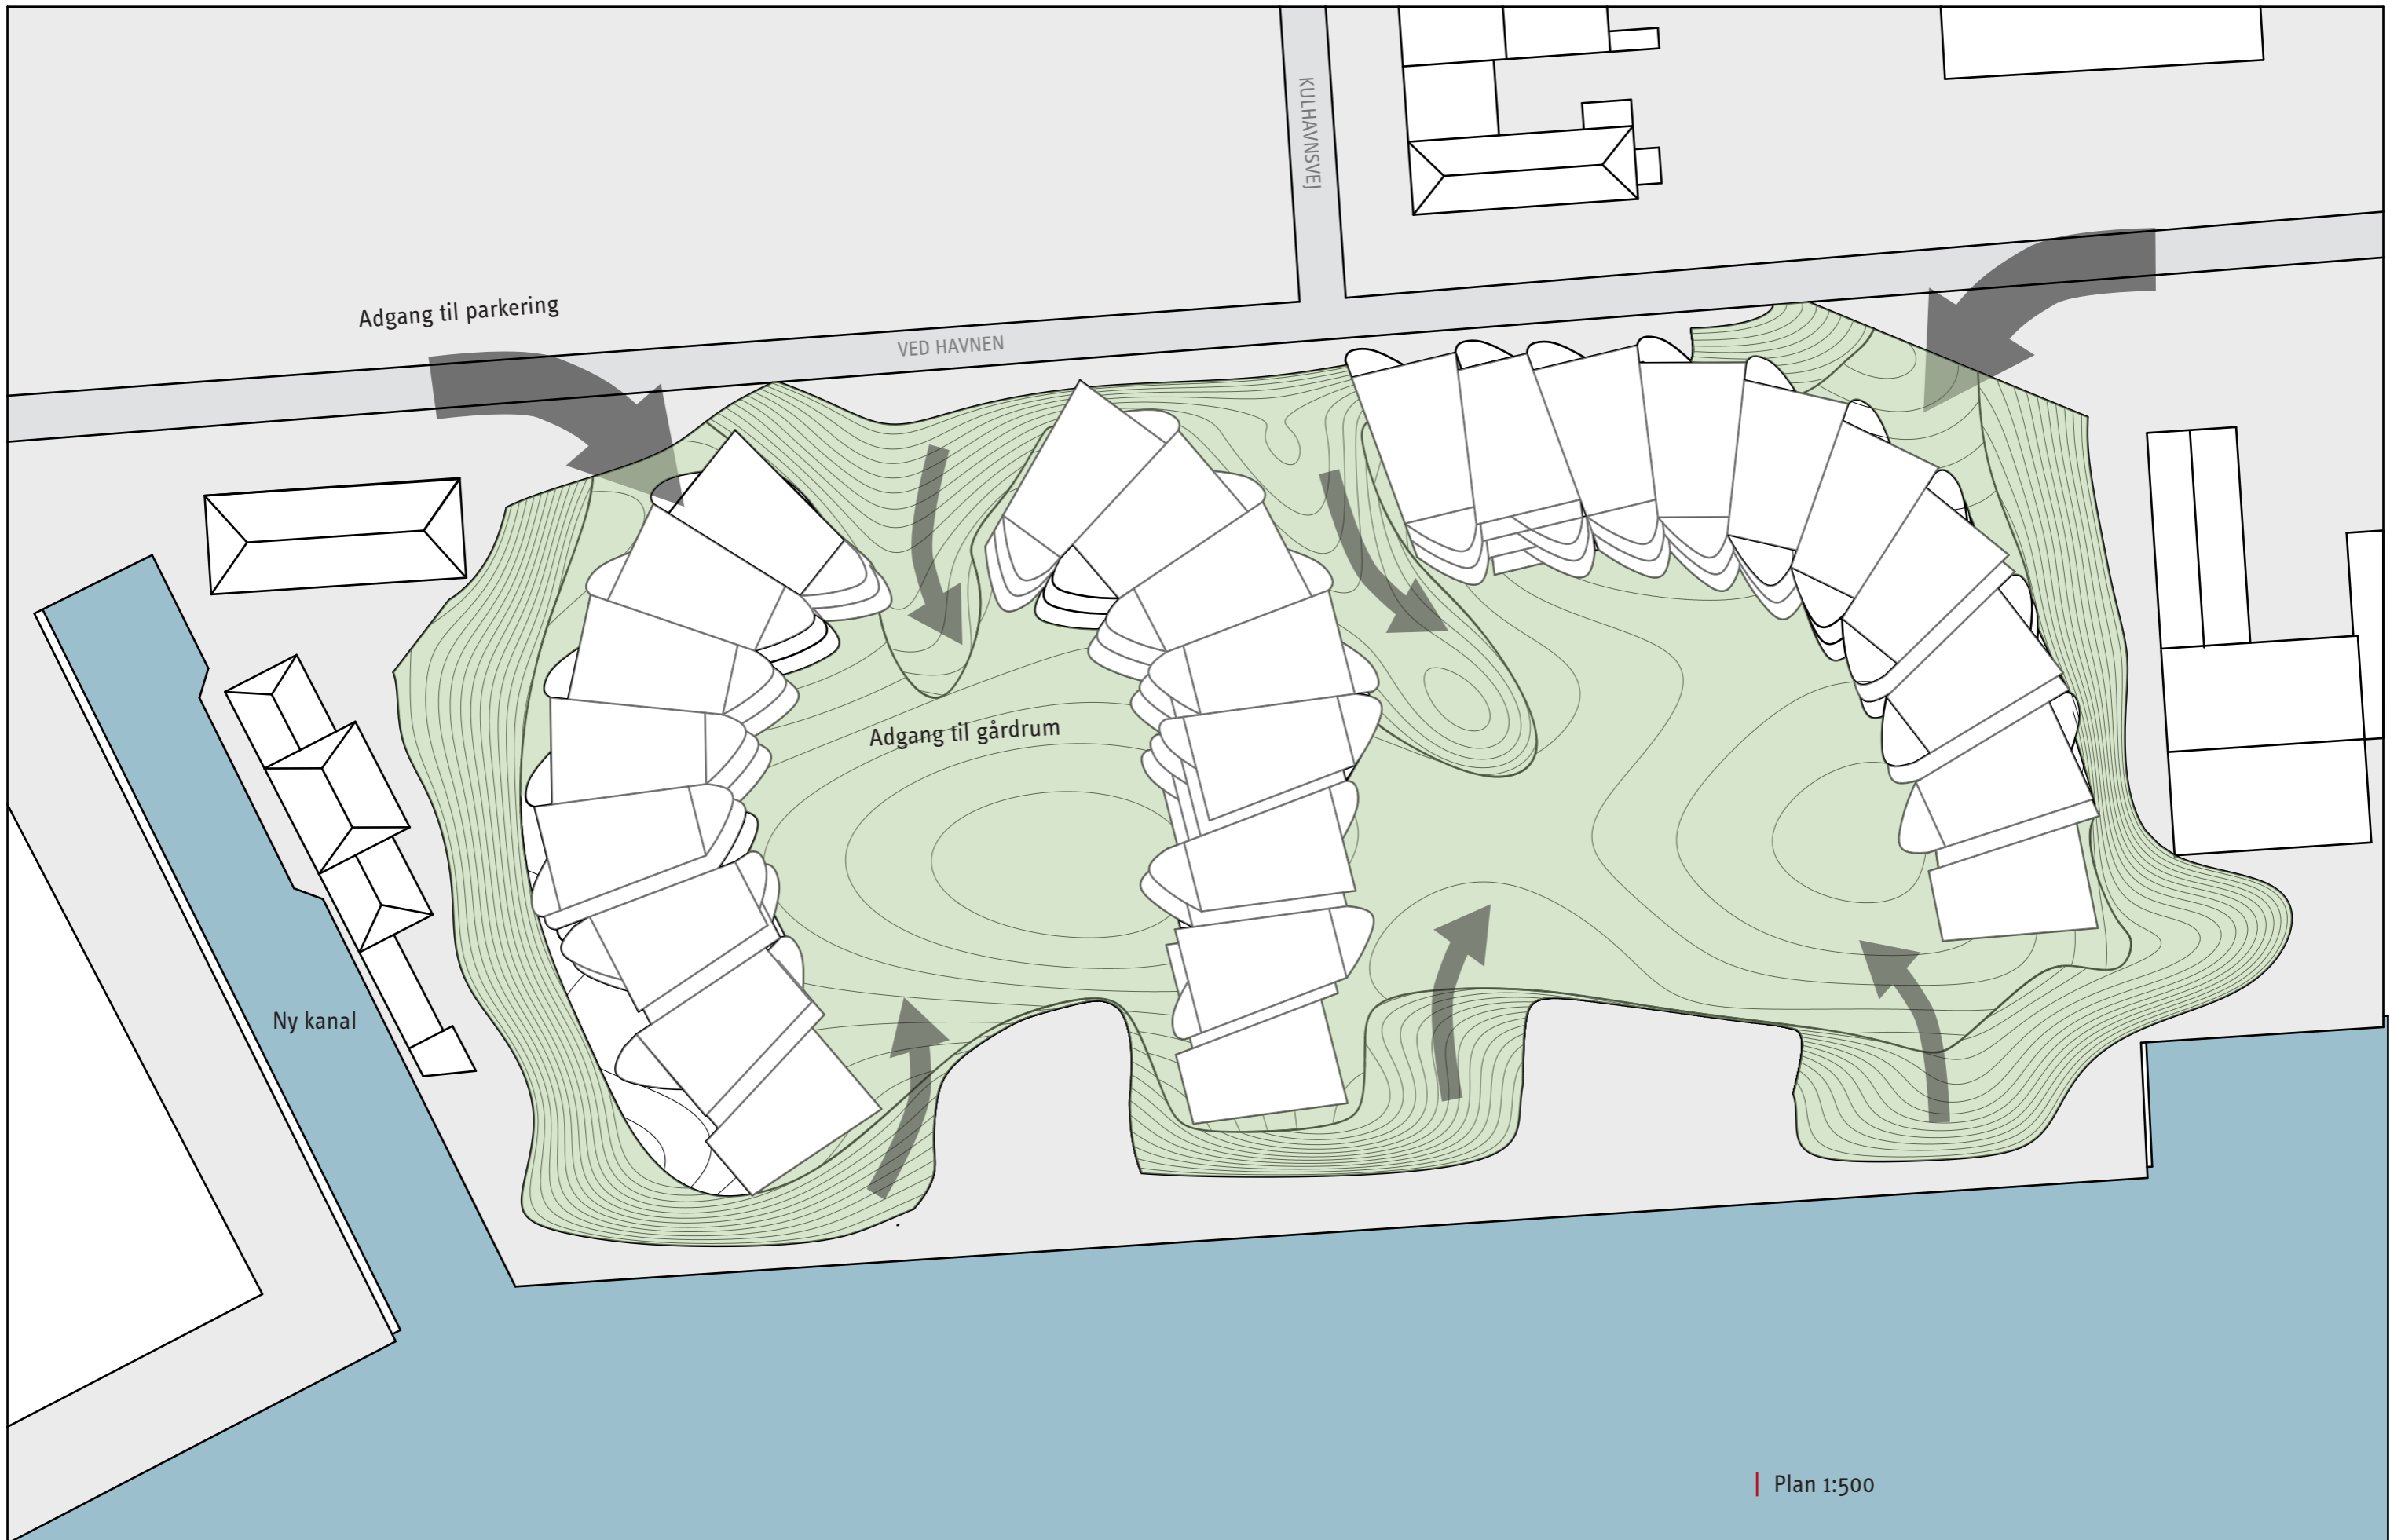 KULHAVNSVEJ
Adgang til parkering
VED HAVNEN
Adgang til gårdrum
Ny kanal
Plan 1:500